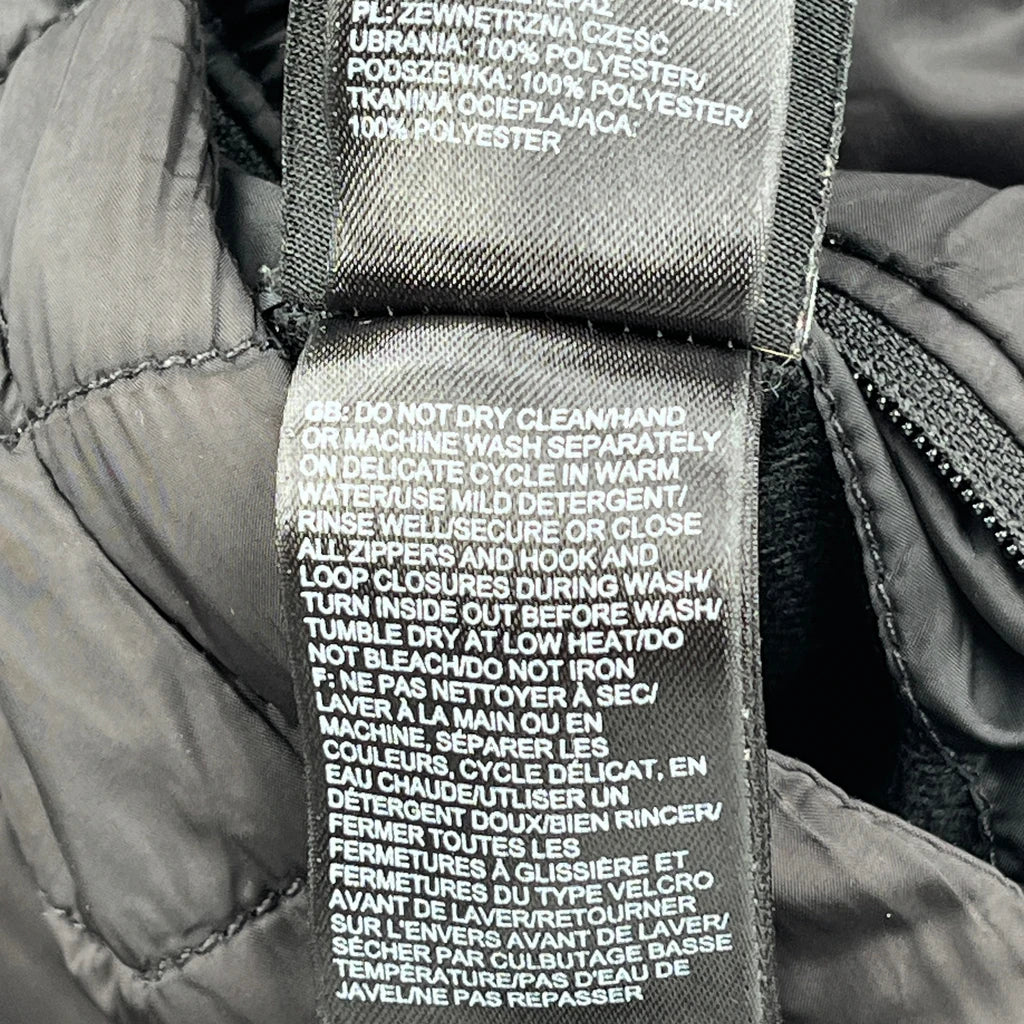 PL: ZEWNĘTRZNA CZĘŚĆ
UBRANIA: 100% POLYESTER/
PODSZEWKA: 100% POLYESTER/
TKANINA OCIEPLAJĄCA:
100% POLYESTER
GB: DO NOT DRY CLEAN/HAND
OR MACHINE WASH SEPARATELY
ON DELICATE CYCLE IN WARM
WATER/USE MILD DETERGENT/
RINSE WELL/SECURE OR CLOSE
ALL ZIPPERS AND HOOK AND
LOOP CLOSURES DURING WASH/
TURN INSIDE OUT BEFORE WASH/
TUMBLE DRY AT LOW HEAT/DO
NOT BLEACH/DO NOT IRON
F: NE PAS NETTOYER À SEC/
LAVER À LA MAIN OU EN
MACHINE, SÉPARER LES
COULEURS, CYCLE DÉLICAT, EN
EAU CHAUDE/UTLISER UN
DÉTERGENT DOUX/BIEN RINCER/
FERMER TOUTES LES
FERMETURES À GLISSIÈRE ET
FERMETURES DU TYPE VELCRO
AVANT DE LAVER/RETOURNER
SUR L'ENVERS AVANT DE LAVER/
SÉCHER PAR CULBUTAGE BASSE
TEMPÉRATURE/PAS D'EAU DE
JAVEL/NE PAS REPASSER